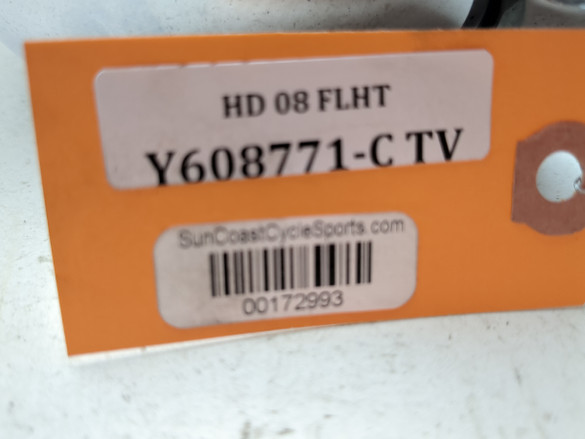 HD 08 FLHT
Y608771-C TV
SunCoastCycleSports.com
00172993